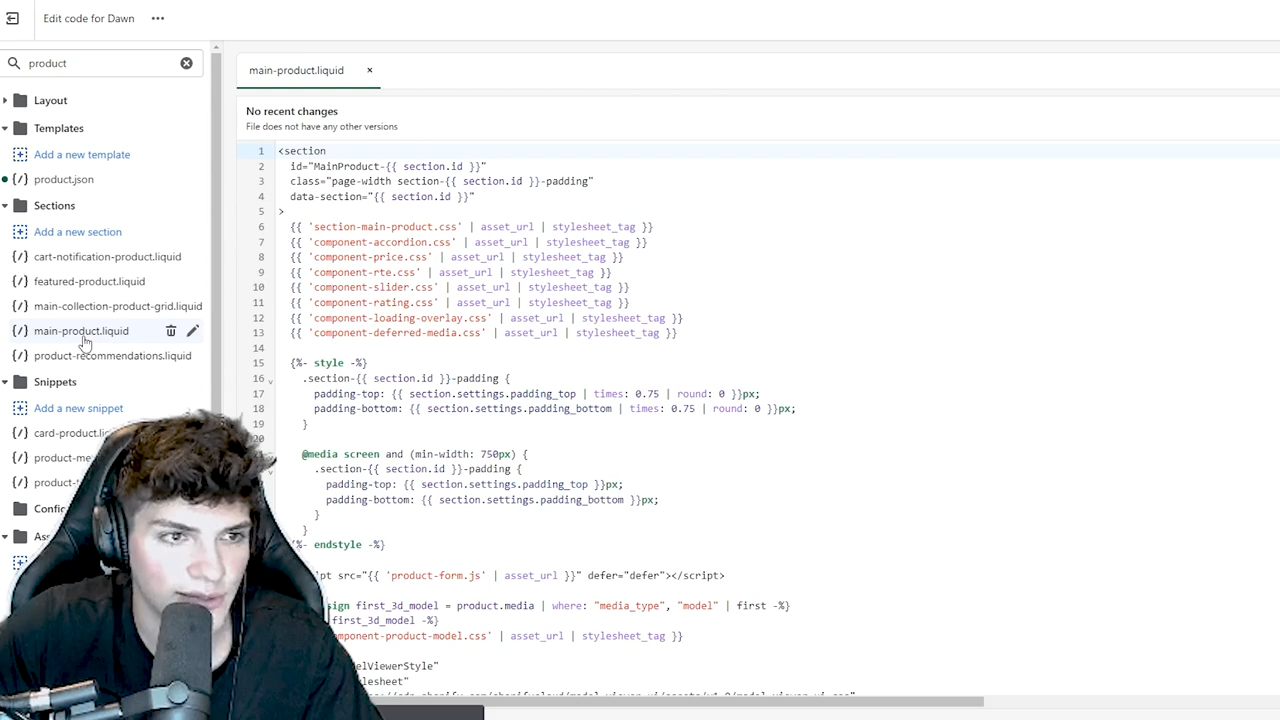 Edit code for Dawn
product
Layout
Templates
Add a new template
product.json
Sections
Add a new section
cart-notification-product.liquid
featured-product.liquid
main-collection-product-grid.liquid
main-product.liquid
product-recommendations.liquid
Snippets
Add a new snippet
main-product.liquid
No recent changes
File does not have any other versions
1 <section
2 id="MainProduct-{{ section.id }}"
3 class="page-width section-{{ section.id }}-padding"
4 data-section="{{ section.id }}"
5 >
6 {{ 'section-main-product.css' | asset_url | stylesheet_tag }}
7 {{ 'component-accordion.css' | asset_url | stylesheet_tag }}
8 {{ 'component-price.css' | asset_url | stylesheet_tag }}
9 {{ 'component-rte.css' | asset_url | stylesheet_tag }}
10 {{ 'component-slider.css' | asset_url | stylesheet_tag }}
11 {{ 'component-rating.css' | asset_url | stylesheet_tag }}
12 {{ 'component-loading-overlay.css' | asset_url | stylesheet_tag }}
13 {{ 'component-deferred-media.css' | asset_url | stylesheet_tag }}
14
15 {%- style -%}
16 .section-{{ section.id }}-padding {
17 padding-top: {{ section.settings.padding_top | times: 0.75 | round: 0 }}px;
18 padding-bottom: {{ section.settings.padding_bottom | times: 0.75 | round: 0 }}px;
19 }
20
@media screen and (min-width: 750px) {
.section-{{ section.id }}-padding {
padding-top: {{ section.settings.padding_top }}px;
padding-bottom: {{ section.settings.padding_bottom }}px;
}
}
{%- endstyle -%}
src="{{ 'product-form.js' | asset_url }}" defer="defer"></script>
first_3d_model = product.media | where: "media_type", "model" | first -%}
first_3d_model -%}
component-product-model.css' | asset_url | stylesheet_tag }}